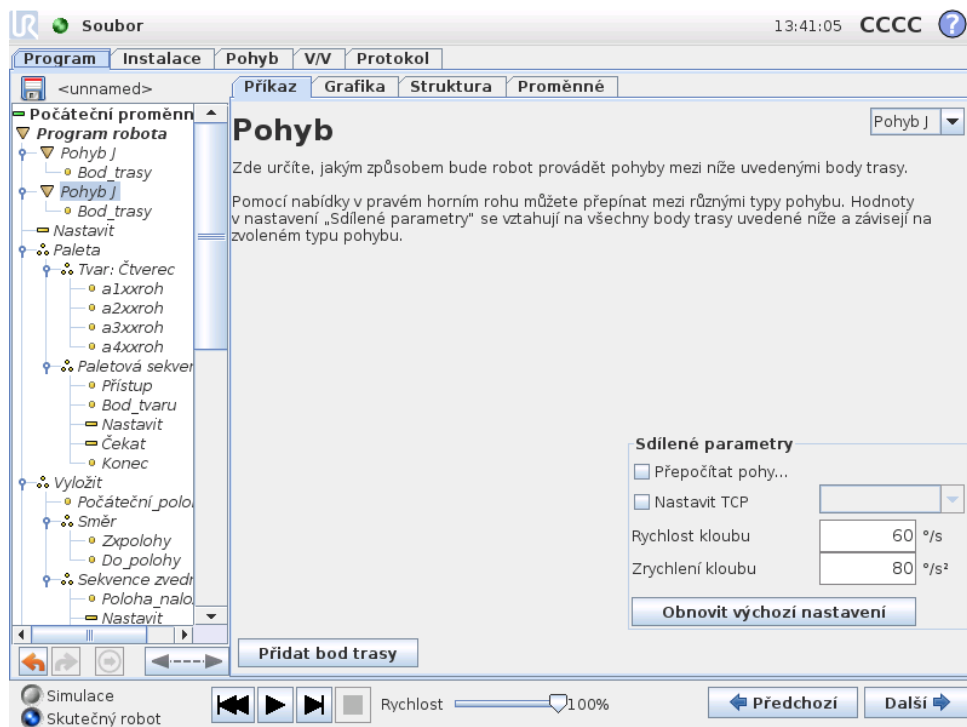 UR Soubor 13:41:05 CCCC ?
Program Instalace Pohyb V/V Protokol
<unnamed>
Příkaz Grafika Struktura Proměnné
Počáteční proměnn
Program robota
Pohyb J
Bod_trasy
Pohyb J
Bod_trasy
Nastavit
Paleta
Tvar: Čtverec
a1xxroh
a2xxroh
a3xxroh
a4xxroh
Paletová sekver
Přístup
Bod_tvaru
Nastavit
Čekat
Konec
Vyložit
Počáteční_polo
Směr
Zxpolohy
Do_polohy
Sekvence zvedr
Poloha_nalo
Nastavit
Pohyb
Pohyb J
Zde určíte, jakým způsobem bude robot provádět pohyby mezi níže uvedenými body trasy.
Pomocí nabídky v pravém horním rohu můžete přepínat mezi různými typy pohybu. Hodnoty
v nastavení „Sdílené parametry" se vztahují na všechny body trasy uvedené níže a závisejí na
zvoleném typu pohybu.
Sdílené parametry
Přepočítat pohy...
Nastavit TCP
Rychlost kloubu 60 °/s
Zrychlení kloubu 80 °/s²
Obnovit výchozí nastavení
Přidat bod trasy
Simulace
Skutečný robot
Rychlost 100%
Předchozí Další